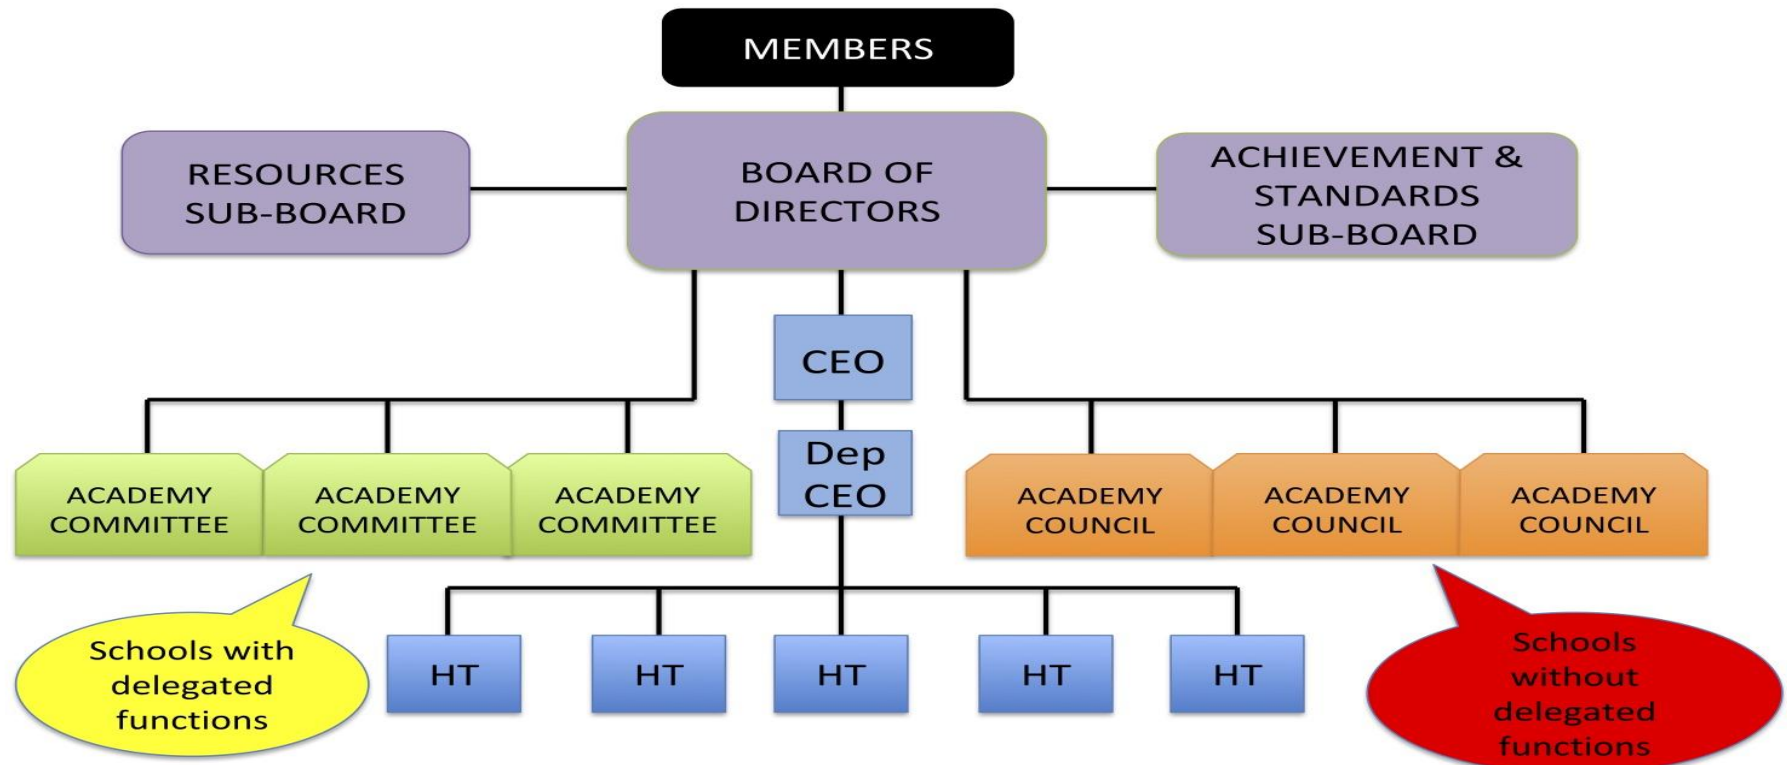 MEMBERS
RESOURCES
SUB-BOARD
BOARD OF
DIRECTORS
ACHIEVEMENT &
STANDARDS
SUB-BOARD
CEO
Dep
CEO
ACADEMY
COMMITTEE
ACADEMY
COMMITTEE
ACADEMY
COMMITTEE
ACADEMY
COUNCIL
ACADEMY
COUNCIL
ACADEMY
COUNCIL
Schools with
delegated
functions
HT
HT
HT
HT
HT
Schools
without
delegated
functions